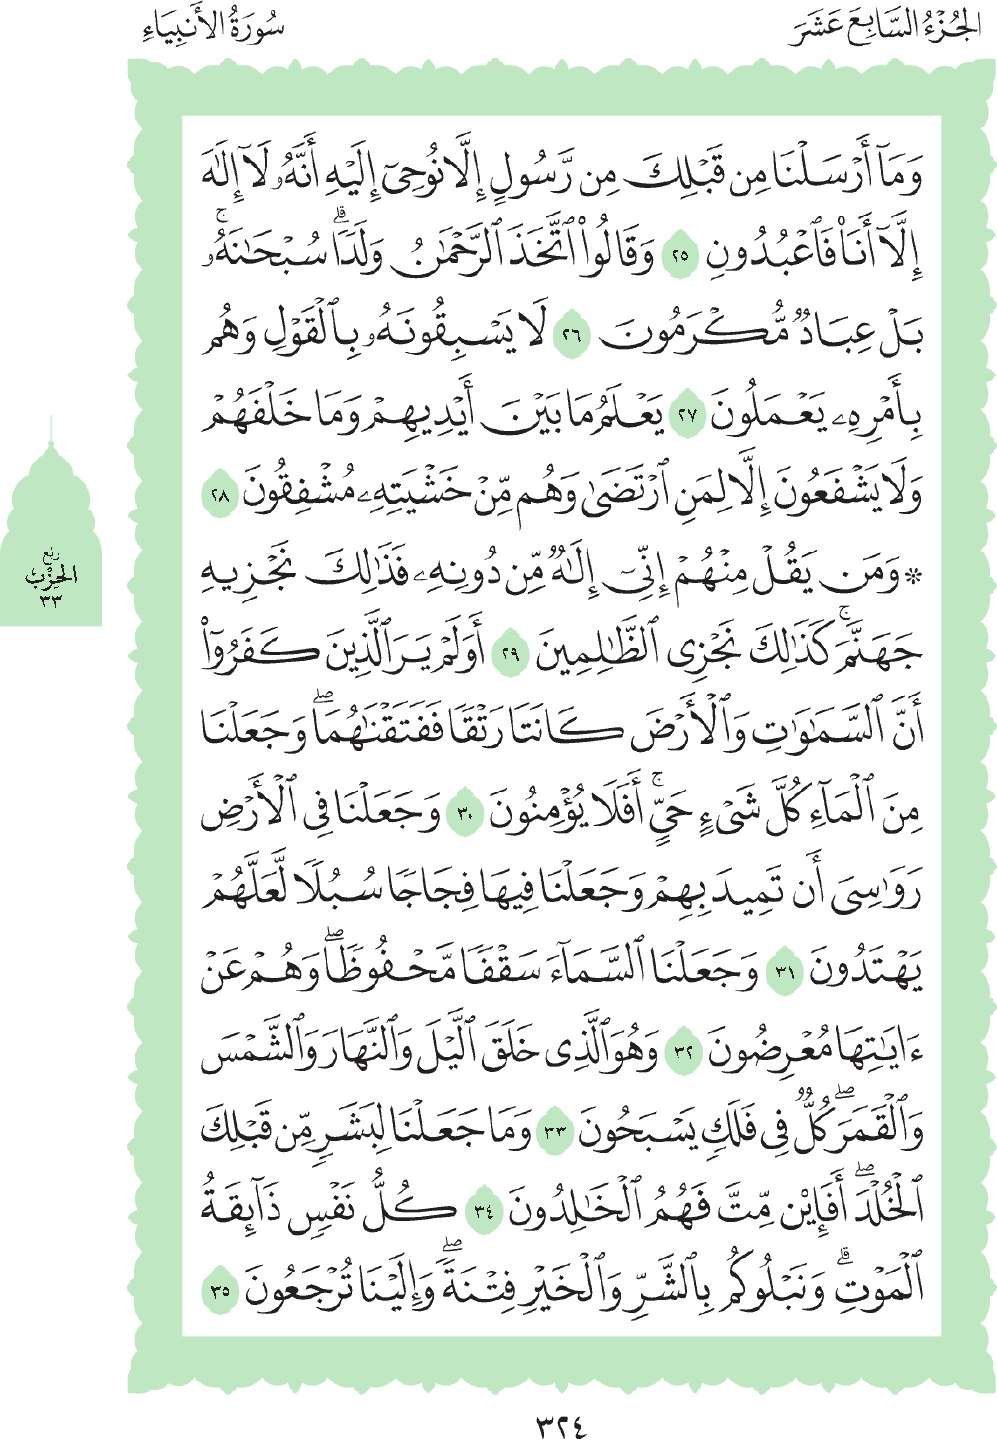 الجُزْءُ السَّابِعَ عَشَرَ
سُورَةُ الأَنبِيَاءِ
وَمَآ أَرۡسَلۡنَا مِن قَبۡلِكَ مِن رَّسُولٍ إِلَّا نُوحِيٓ إِلَيۡهِ أَنَّهُۥ لَآ إِلَٰهَ
إِلَّآ أَنَا۠ فَٱعۡبُدُونِ ٢٥ وَقَالُواْ ٱتَّخَذَ ٱلرَّحۡمَٰنُ وَلَدٗاۗ سُبۡحَٰنَهُۥۚ
بَلۡ عِبَادٞ مُّكۡرَمُونَ ٢٦ لَا يَسۡبِقُونَهُۥ بِٱلۡقَوۡلِ وَهُم
بِأَمۡرِهِۦ يَعۡمَلُونَ ٢٧ يَعۡلَمُ مَا بَيۡنَ أَيۡدِيهِمۡ وَمَا خَلۡفَهُمۡ
وَلَا يَشۡفَعُونَ إِلَّا لِمَنِ ٱرۡتَضَىٰ وَهُم مِّنۡ خَشۡيَتِهِۦ مُشۡفِقُونَ ٢٨
* وَمَن يَقُلۡ مِنۡهُمۡ إِنِّيٓ إِلَٰهٞ مِّن دُونِهِۦ فَذَٰلِكَ نَجۡزِيهِ
جَهَنَّمَۚ كَذَٰلِكَ نَجۡزِي ٱلظَّٰلِمِينَ ٢٩ أَوَلَمۡ يَرَ ٱلَّذِينَ كَفَرُوٓاْ
أَنَّ ٱلسَّمَٰوَٰتِ وَٱلۡأَرۡضَ كَانَتَا رَتۡقٗا فَفَتَقۡنَٰهُمَاۖ وَجَعَلۡنَا
مِنَ ٱلۡمَآءِ كُلَّ شَيۡءٍ حَيٍّۚ أَفَلَا يُؤۡمِنُونَ ٣٠ وَجَعَلۡنَا فِي ٱلۡأَرۡضِ
رَوَٰسِيَ أَن تَمِيدَ بِهِمۡ وَجَعَلۡنَا فِيهَا فِجَاجٗا سُبُلٗا لَّعَلَّهُمۡ
يَهۡتَدُونَ ٣١ وَجَعَلۡنَا ٱلسَّمَآءَ سَقۡفٗا مَّحۡفُوظٗاۖ وَهُمۡ عَنۡ
ءَايَٰتِهَا مُعۡرِضُونَ ٣٢ وَهُوَ ٱلَّذِي خَلَقَ ٱلَّيۡلَ وَٱلنَّهَارَ وَٱلشَّمۡسَ
وَٱلۡقَمَرَۖ كُلّٞ فِي فَلَكٖ يَسۡبَحُونَ ٣٣ وَمَا جَعَلۡنَا لِبَشَرٖ مِّن قَبۡلِكَ
ٱلۡخُلۡدَۖ أَفَإِيْن مِّتَّ فَهُمُ ٱلۡخَٰلِدُونَ ٣٤ كُلُّ نَفۡسٖ ذَآئِقَةُ
ٱلۡمَوۡتِۗ وَنَبۡلُوكُم بِٱلشَّرِّ وَٱلۡخَيۡرِ فِتۡنَةٗۖ وَإِلَيۡنَا تُرۡجَعُونَ ٣٥
ربع
الحِزْب
٣٣
٣٢٤